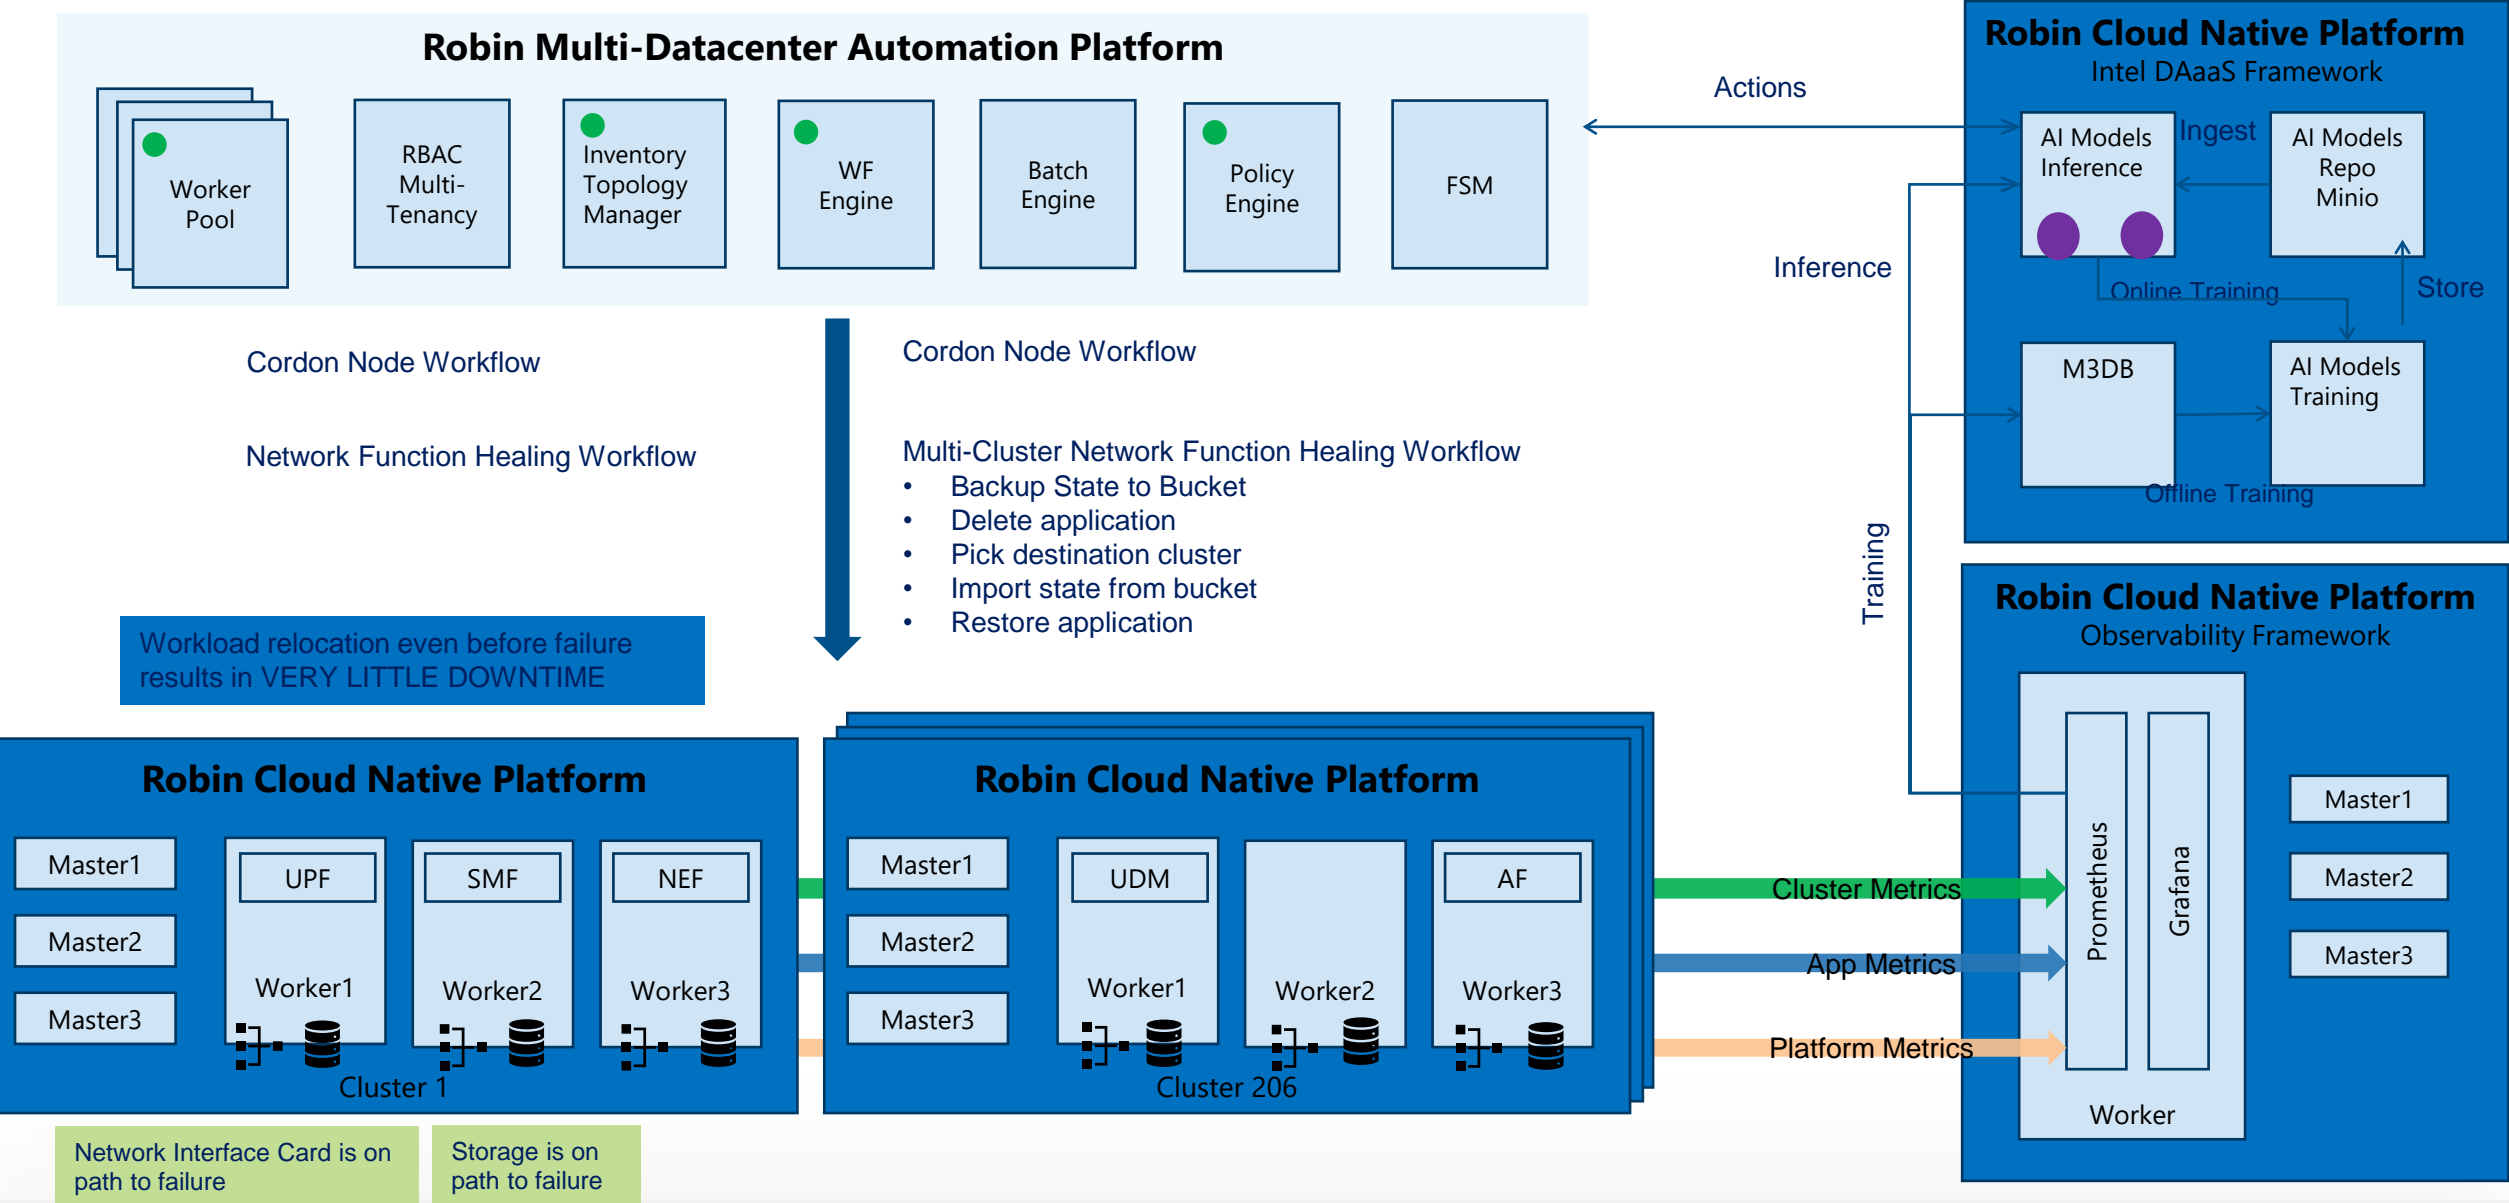 Robin Multi-Datacenter Automation Platform
Worker
Pool
RBAC
Multi-
Tenancy
Inventory
Topology
Manager
WF
Engine
Batch
Engine
Policy
Engine
FSM
Actions
Robin Cloud Native Platform
Intel DAaaS Framework
AI Models
Inference
Ingest
AI Models
Repo
Minio
Inference
Online Training
Store
M3DB
AI Models
Training
Offline Training
Training
Cordon Node Workflow
Network Function Healing Workflow
Cordon Node Workflow
Multi-Cluster Network Function Healing Workflow
• Backup State to Bucket
• Delete application
• Pick destination cluster
• Import state from bucket
• Restore application
Workload relocation even before failure
results in VERY LITTLE DOWNTIME
Robin Cloud Native Platform
Master1
Master2
Master3
UPF
Worker1
SMF
Worker2
NEF
Worker3
Cluster 1
Robin Cloud Native Platform
Master1
Master2
Master3
UDM
Worker1
Worker2
AF
Worker3
Cluster 206
Cluster Metrics
App Metrics
Platform Metrics
Robin Cloud Native Platform
Observability Framework
Prometheus
Grafana
Worker
Master1
Master2
Master3
Network Interface Card is on
path to failure
Storage is on
path to failure